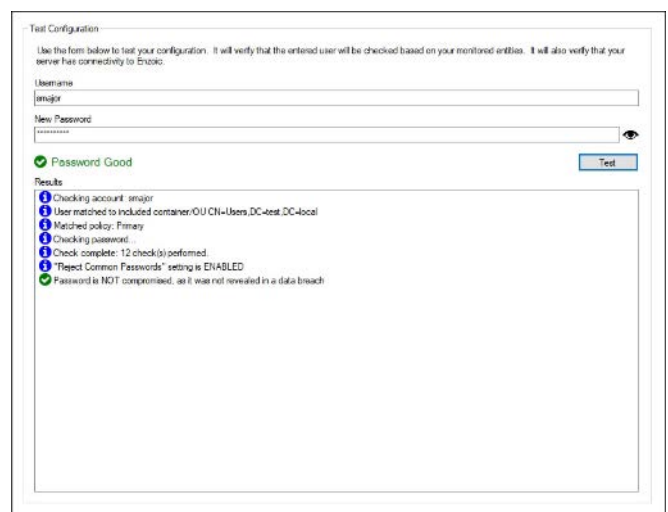 Test Configuration
Use the form below to test your configuration. It will verify that the entered user will be checked based on your monitored entities. It will also verify that your
server has connectivity to Enzoic.
Username
smajor
New Password
**********
Password Good
Test
Results
Checking account: smajor
User matched to included container/OU CN=Users,DC=test,DC=local
Matched policy: Primary
Checking password...
Check complete: 12 check(s) performed.
"Reject Common Passwords" setting is ENABLED
Password is NOT compromised, as it was not revealed in a data breach